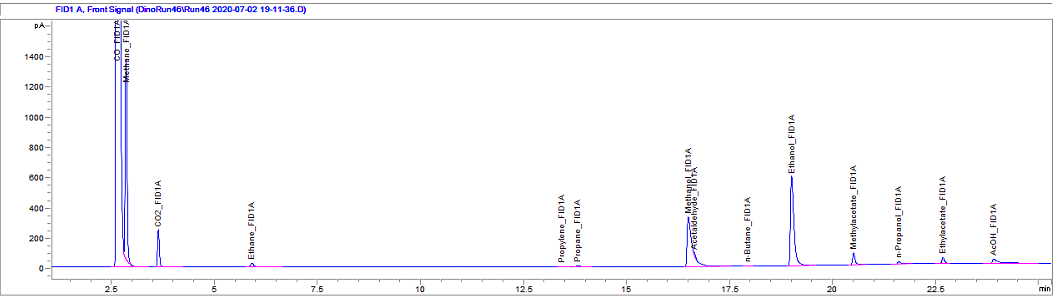 FID1 A, Front Signal (DinoRun46\Run46 2020-07-02 19-11-36.D)
pA
1400
1200
1000
800
600
400
200
0
CO_FID1A
Methane_FID1A
CO2_FID1A
Ethane_FID1A
Propylene_FID1A
Propane_FID1A
Methanol_FID1A
Acetaldehyde_FID1A
n-Butane_FID1A
Ethanol_FID1A
Methylacetate_FID1A
n-Propanol_FID1A
Ethylacetate_FID1A
AcOH_FID1A
2.5 5 7.5 10 12.5 15 17.5 20 22.5 min